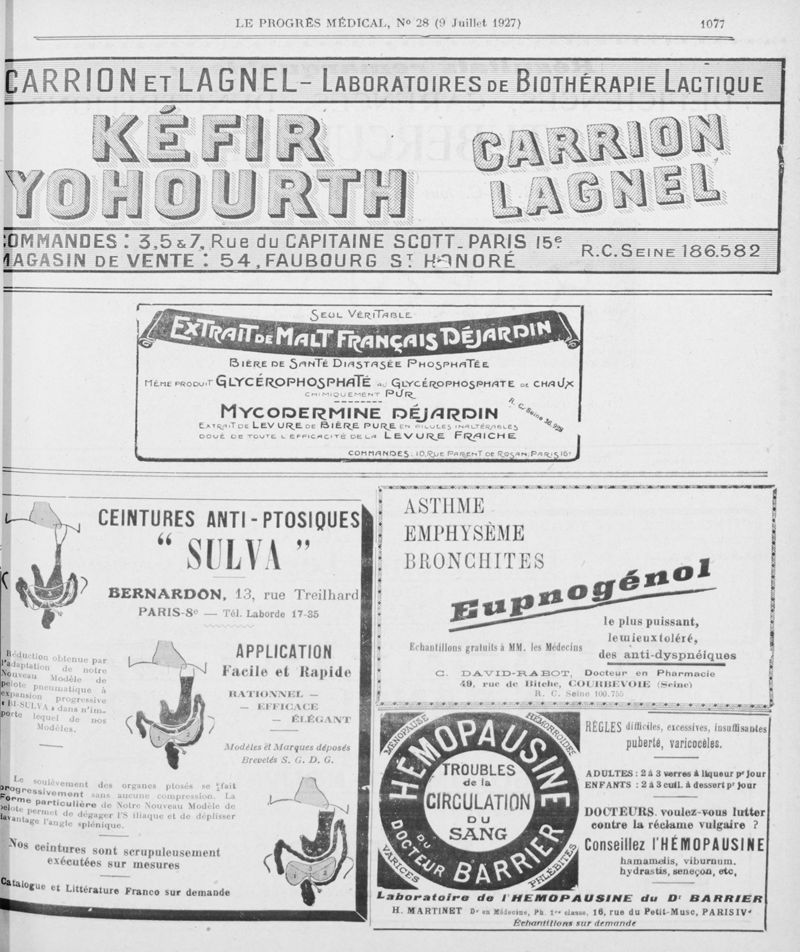 LE PROGRÈS MÉDICAL, No 28 (9 Juillet 1927)
1077
CARRION ET LAGNEL - LABORATOIRES DE BIOTHÉRAPIE LACTIQUE
KÉFIR
YOHOURTH
CARRION
LAGNEL
COMMANDES : 3,5 & 7, Rue du CAPITAINE SCOTT - PARIS 15e
MAGASIN DE VENTE : 54, FAUBOURG ST HONORÉ
R.C. SEINE 186.582
SEUL VÉRITABLE
EXTRAIT DE MALT FRANÇAIS DÉJARDIN
BIÈRE DE SANTÉ DIASTASÉE PHOSPHATÉE
MÊME PRODUIT GLYCÉROPHOSPHATÉ AU GLYCÉROPHOSPHATE DE CHAUX
CHIMIQUEMENT PUR
MYCODERMINE DÉJARDIN
R. C. Seine 36.959
EXTRAIT DE LEVURE DE BIÈRE PURE EN PILULES INALTÉRABLES
DOUÉ DE TOUTE L'EFFICACITÉ DE LA LEVURE FRAICHE
COMMANDES, 10, RUE PARENT DE ROSAN, PARIS 16e
CEINTURES ANTI-PTOSIQUES
" SULVA "
BERNARDON, 13, rue Treilhard
PARIS-8e — Tél. Laborde 17-35
Réduction obtenue par
l'adaptation de notre
Nouveau Modèle de
pelote pneumatique à
expansion progressive
« BI-SULVA » dans n'im-
porte lequel de nos
Modèles.
APPLICATION
Facile et Rapide
RATIONNEL —
— EFFICACE
— ÉLÉGANT
Modèles et Marques déposés
Brevetés S. G. D. G.
Le soulèvement des organes ptosés se fait
progressivement sans aucune compression. La
Forme particulière de Notre Nouveau Modèle de
pelote permet de dégager l'S iliaque et de déplisser
davantage l'angle splénique.
Nos ceintures sont scrupuleusement
exécutées sur mesures
Catalogue et Littérature Franco sur demande
ASTHME
EMPHYSÈME
BRONCHITES
Eupnogénol
le plus puissant,
le mieux toléré,
des anti-dyspnéiques
Echantillons gratuits à MM. les Médecins
C. DAVID-RABOT, Docteur en Pharmacie
49, rue de Bitche, COURBEVOIE (Seine)
R. C. Seine 100.755
MÉNOPAUSE
HÉMORROÏDES
HÉMOPAUSINE
TROUBLES
de la
CIRCULATION
DU
SANG
DU
DOCTEUR BARRIER
VARICES
PHLÉBITES
RÈGLES difficiles, excessives, insuffisantes
puberté, varicocèles.
ADULTES : 2 à 3 verres à liqueur pr jour
ENFANTS : 2 à 3 cuil. à dessert pr jour
DOCTEURS, voulez-vous lutter
contre la réclame vulgaire ?
Conseillez l'HÉMOPAUSINE
hamamelis, viburnum,
hydrastis, seneçon, etc,
Laboratoire de l'HEMOPAUSINE du Dr BARRIER
H. MARTINET Dr en Médecine, Ph. 1re classe, 16, rue du Petit-Musc, PARIS IVe
Échantillons sur demande